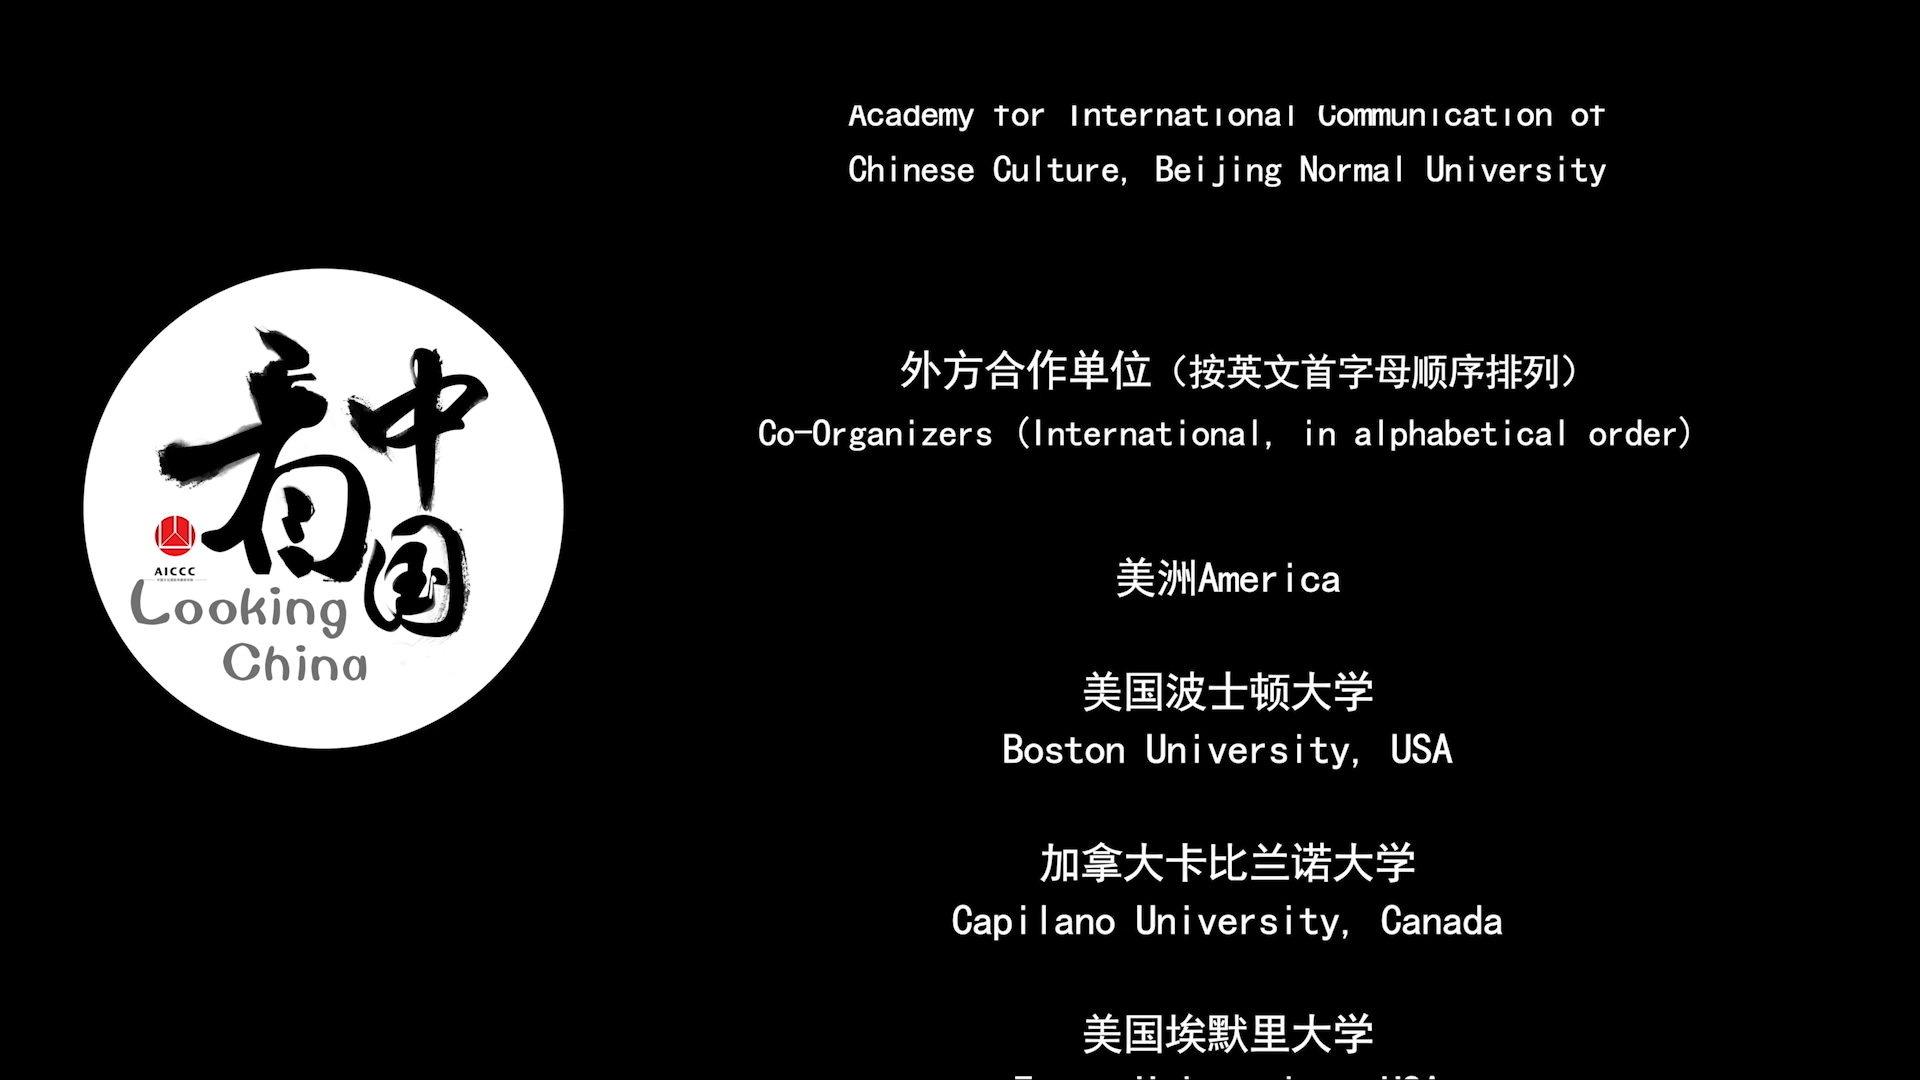 Academy for International Communication of
Chinese Culture, Beijing Normal University
外方合作单位（按英文首字母顺序排列）
Co-Organizers (International, in alphabetical order)
美洲America
美国波士顿大学
Boston University, USA
加拿大卡比兰诺大学
Capilano University, Canada
美国埃默里大学
看中国
AICCC
Looking
China